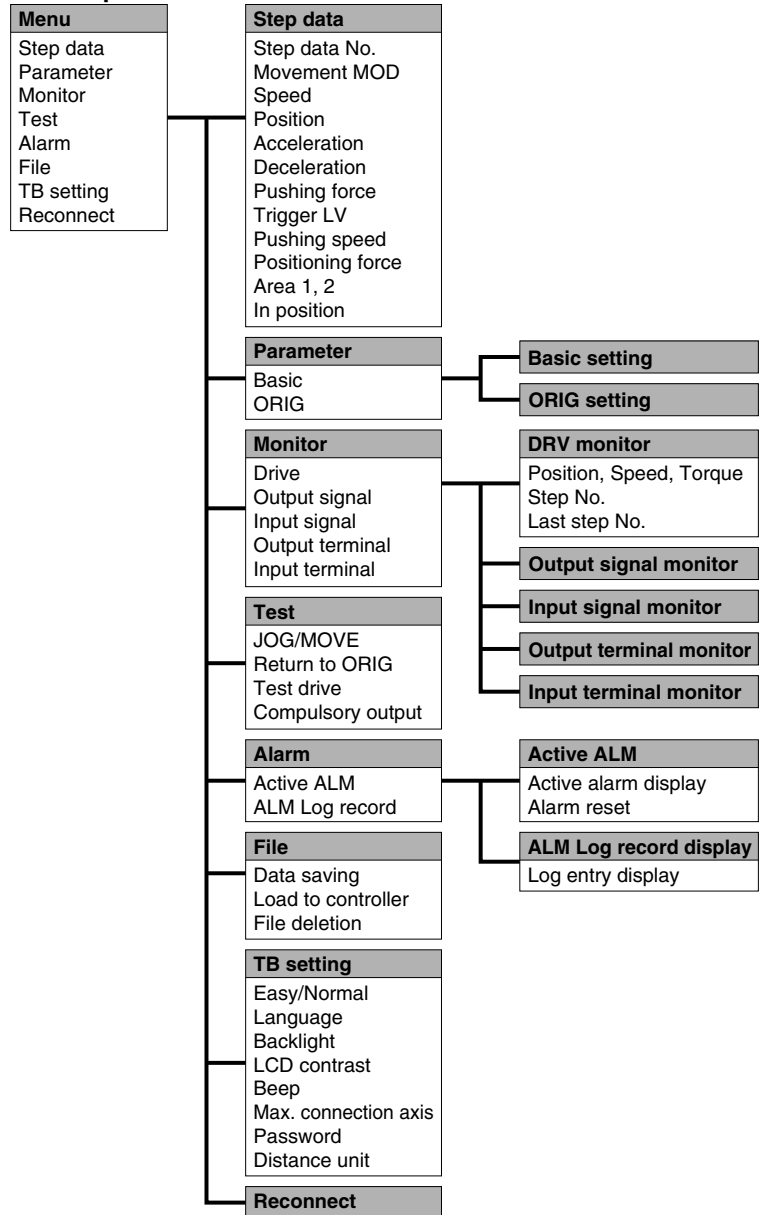 Menu
Step data
Parameter
Monitor
Test
Alarm
File
TB setting
Reconnect
Step data
Step data No.
Movement MOD
Speed
Position
Acceleration
Deceleration
Pushing force
Trigger LV
Pushing speed
Positioning force
Area 1, 2
In position
Parameter
Basic
ORIG
Basic setting
ORIG setting
Monitor
Drive
Output signal
Input signal
Output terminal
Input terminal
DRV monitor
Position, Speed, Torque
Step No.
Last step No.
Output signal monitor
Input signal monitor
Output terminal monitor
Input terminal monitor
Test
JOG/MOVE
Return to ORIG
Test drive
Compulsory output
Alarm
Active ALM
ALM Log record
Active ALM
Active alarm display
Alarm reset
ALM Log record display
Log entry display
File
Data saving
Load to controller
File deletion
TB setting
Easy/Normal
Language
Backlight
LCD contrast
Beep
Max. connection axis
Password
Distance unit
Reconnect